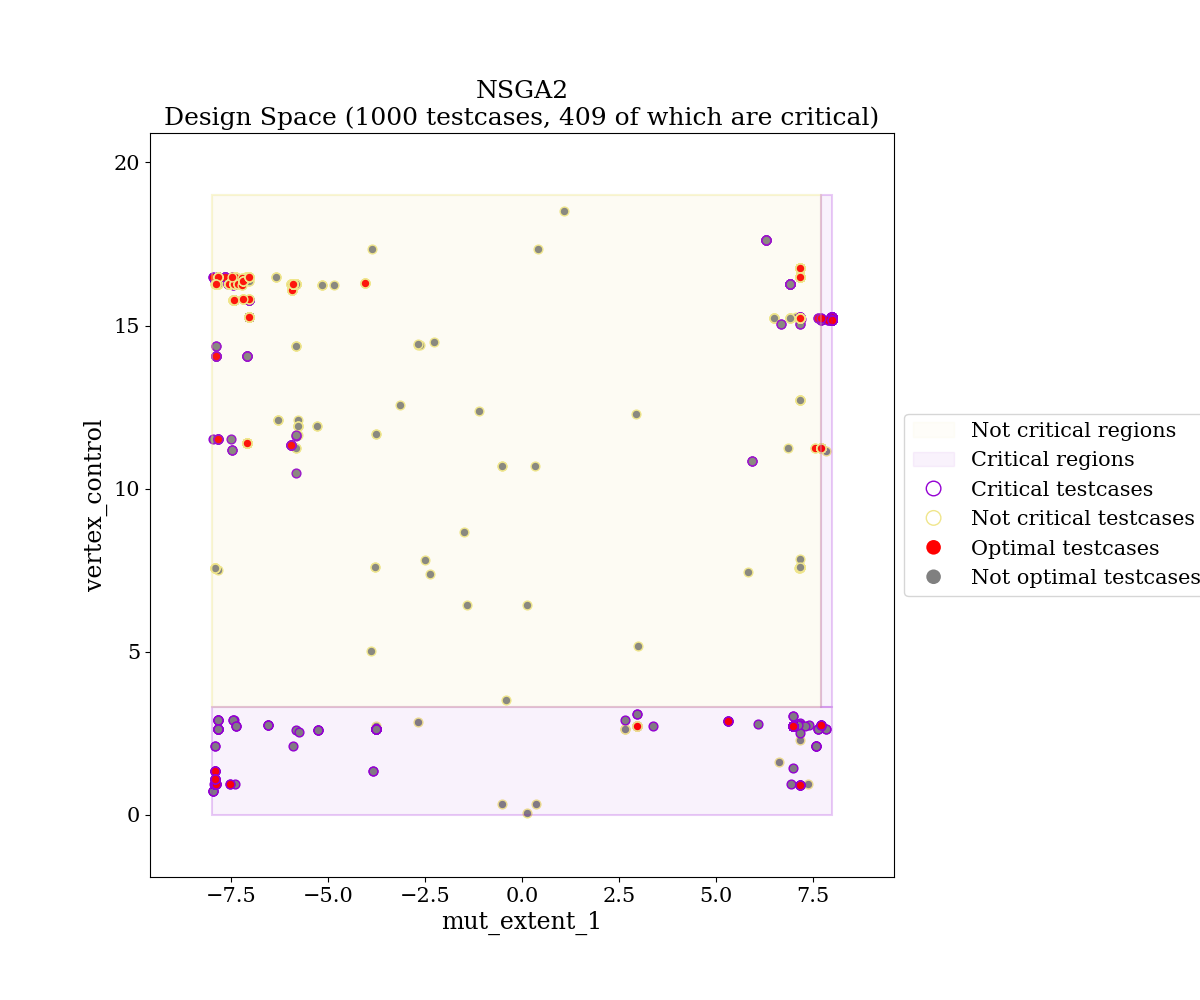 NSGA2
Design Space (1000 testcases, 409 of which are critical)
20
15
10
5
0
vertex_control
−7.5
−5.0
−2.5
0.0
2.5
5.0
7.5
mut_extent_1
Not critical regions
Critical regions
Critical testcases
Not critical testcases
Optimal testcases
Not optimal testcases